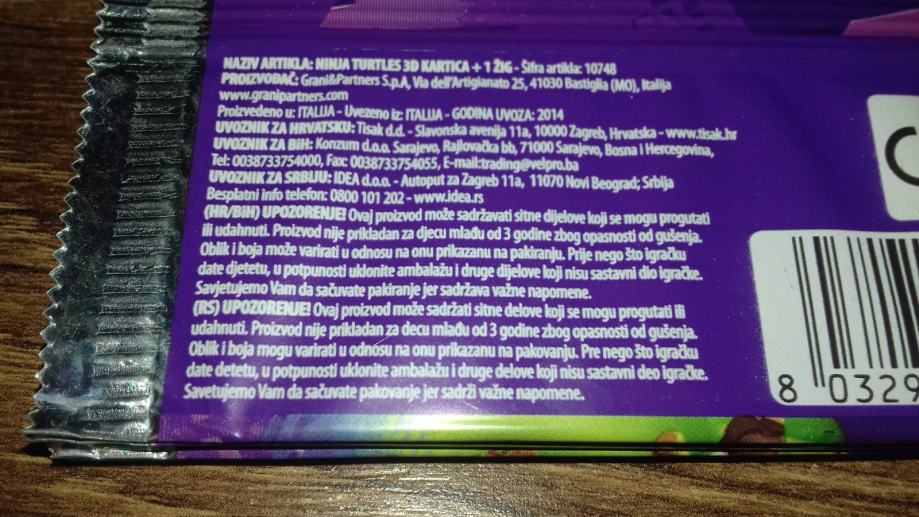 NAZIV ARTIKLA: NINJA TURTLES 3D KARTICA + 1 ŽIG - Šifra artikla: 10748
PROIZVOĐAČ: Grani&Partners S.p.A, Via dell'Artigianato 25, 41030 Bastiglia (MO), Italija
www.granipartners.com
Proizvedeno u: ITALIJA - Uvezeno iz: ITALIJA - GODINA UVOZA: 2014
UVOZNIK ZA HRVATSKU: Tisak d.d. - Slavonska avenija 11a, 10000 Zagreb, Hrvatska - www.tisak.hr
UVOZNIK ZA BIH: Konzum d.o.o. Sarajevo, Rajlovačka bb, 71000 Sarajevo, Bosna i Hercegovina,
Tel: 0038733754000, Fax: 0038733754055, E-mail:trading@velpro.ba
UVOZNIK ZA SRBIJU: IDEA d.o.o. - Autoput za Zagreb 11a, 11070 Novi Beograd; Srbija
Besplatni info telefon: 0800 101 202 - www.idea.rs
(HR/BiH) UPOZORENJE! Ovaj proizvod može sadržavati sitne dijelove koji se mogu progutati
ili udahnuti. Proizvod nije prikladan za djecu mlađu od 3 godine zbog opasnosti od gušenja.
Oblik i boja može varirati u odnosu na onu prikazanu na pakiranju. Prije nego što igračku
date djetetu, u potpunosti uklonite ambalažu i druge dijelove koji nisu sastavni dio igračke.
Savjetujemo Vam da sačuvate pakiranje jer sadržava važne napomene.
(RS) UPOZORENJE! Ovaj proizvod može sadržati sitne delove koji se mogu progutati ili
udahnuti. Proizvod nije prikladan za decu mlađu od 3 godine zbog opasnosti od gušenja.
Oblik i boja mogu varirati u odnosu na onu prikazanu na pakovanju. Pre nego što igračku
date detetu, u potpunosti uklonite ambalažu i druge delove koji nisu sastavni deo igračke.
Savetujemo Vam da sačuvate pakovanje jer sadrži važne napomene.
8 0329